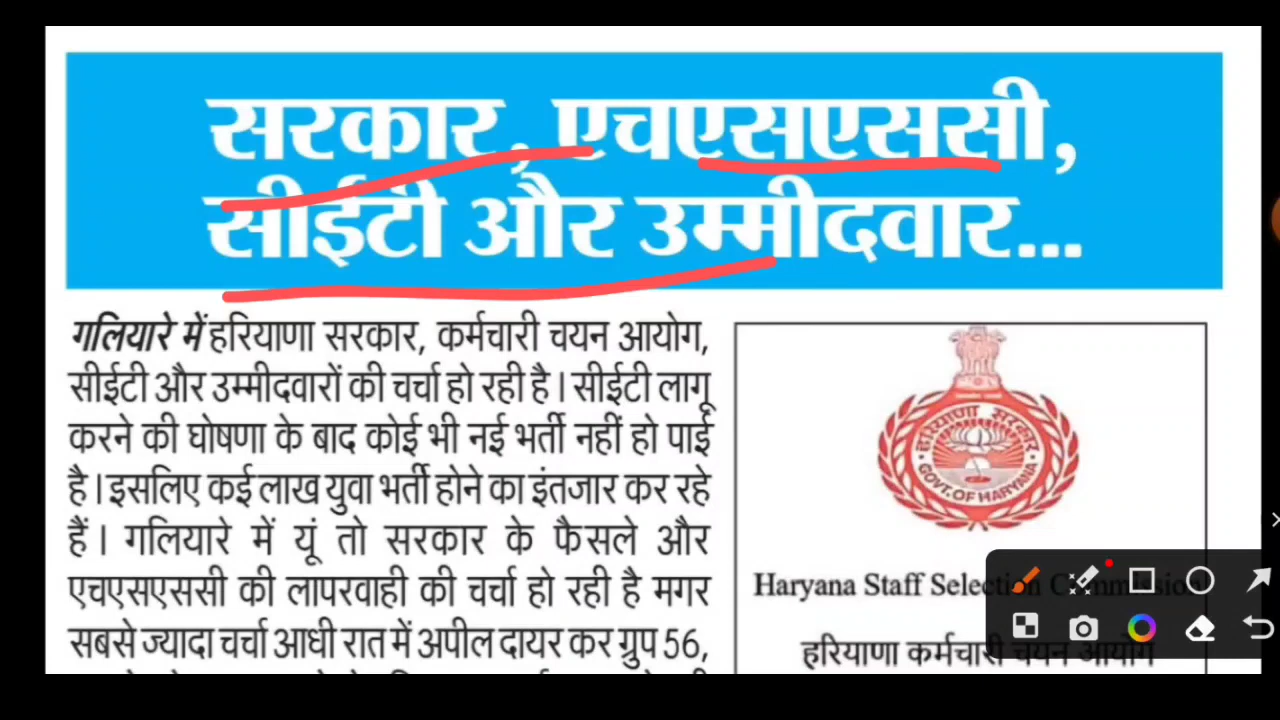 सरकार, एचएसएससी,
सीईटी और उम्मीदवार...
गलियारे में हरियाणा सरकार, कर्मचारी चयन आयोग,
सीईटी और उम्मीदवारों की चर्चा हो रही है। सीईटी लागू
करने की घोषणा के बाद कोई भी नई भर्ती नहीं हो पाई
है। इसलिए कई लाख युवा भर्ती होने का इंतजार कर रहे
हैं। गलियारे में यूं तो सरकार के फैसले और
एचएसएससी की लापरवाही की चर्चा हो रही है मगर
सबसे ज्यादा चर्चा आधी रात में अपील दायर कर ग्रुप 56,
हरियाणा सरकार
GOVT. OF HARYANA
Haryana Staff Selection Commission
हरियाणा कर्मचारी चयन आयोग